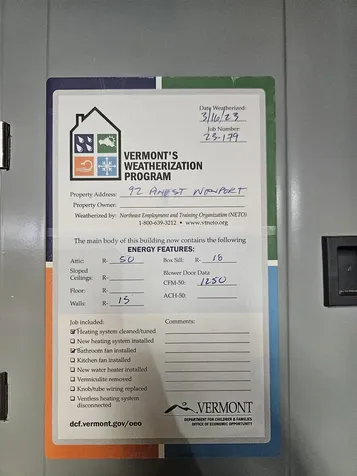 Date Weatherized:
3/16/23
Job Number:
23-179
VERMONT'S
WEATHERIZATION
PROGRAM
Property Address: 92 Newport
Property Owner:
Weatherized by: Northeast Employment and Training Organization (NETO)
1-800-639-3212 • www.vtneto.org
The main body of this building now contains the following
ENERGY FEATURES:
Attic: R- 50 Box Sill: R- 18
Sloped Ceilings: R- Blower Door Data
Floor: R- CFM-50: 1250
Walls: R- 15 ACH-50:
Job included: Comments:
Heating system cleaned/tuned
New heating system installed
Bathroom fan installed
Kitchen fan installed
New water heater installed
Vermiculite removed
Knob/tube wiring replaced
Ventless heating system
disconnected
dcf.vermont.gov/oeo
VERMONT
DEPARTMENT FOR CHILDREN & FAMILIES
OFFICE OF ECONOMIC OPPORTUNITY